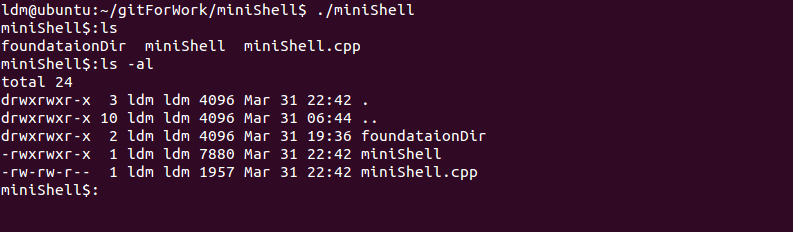 ldm@ubuntu:~/gitForWork/miniShell$ ./miniShell
miniShell$:ls
foundataionDir  miniShell  miniShell.cpp
miniShell$:ls -al
total 24
drwxrwxr-x  3 ldm ldm 4096 Mar 31 22:42 .
drwxrwxr-x 10 ldm ldm 4096 Mar 31 06:44 ..
drwxrwxr-x  2 ldm ldm 4096 Mar 31 19:36 foundataionDir
-rwxrwxr-x  1 ldm ldm 7880 Mar 31 22:42 miniShell
-rw-rw-r--  1 ldm ldm 1957 Mar 31 22:42 miniShell.cpp
miniShell$: